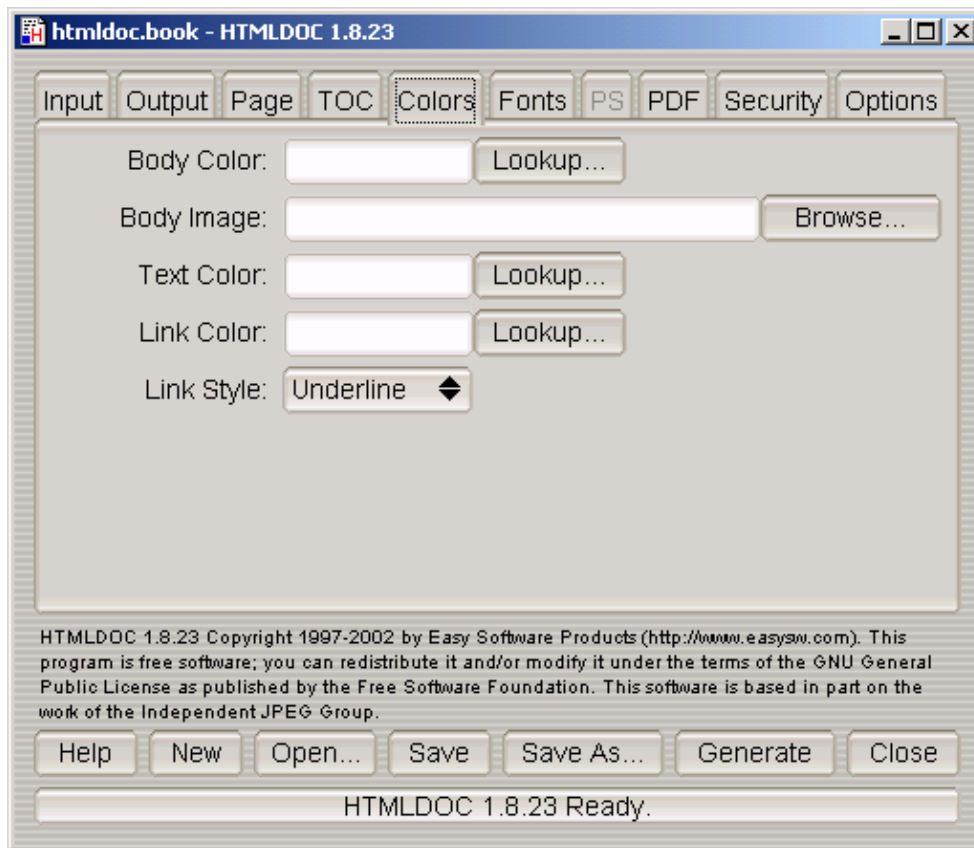 htmldoc.book - HTMLDOC 1.8.23
Input Output Page TOC Colors Fonts PS PDF Security Options
Body Color: Lookup...
Body Image: Browse...
Text Color: Lookup...
Link Color: Lookup...
Link Style: Underline
HTMLDOC 1.8.23 Copyright 1997-2002 by Easy Software Products (http://www.easysw.com). This
program is free software; you can redistribute it and/or modify it under the terms of the GNU General
Public License as published by the Free Software Foundation. This software is based in part on the
work of the Independent JPEG Group.
Help New Open... Save Save As... Generate Close
HTMLDOC 1.8.23 Ready.